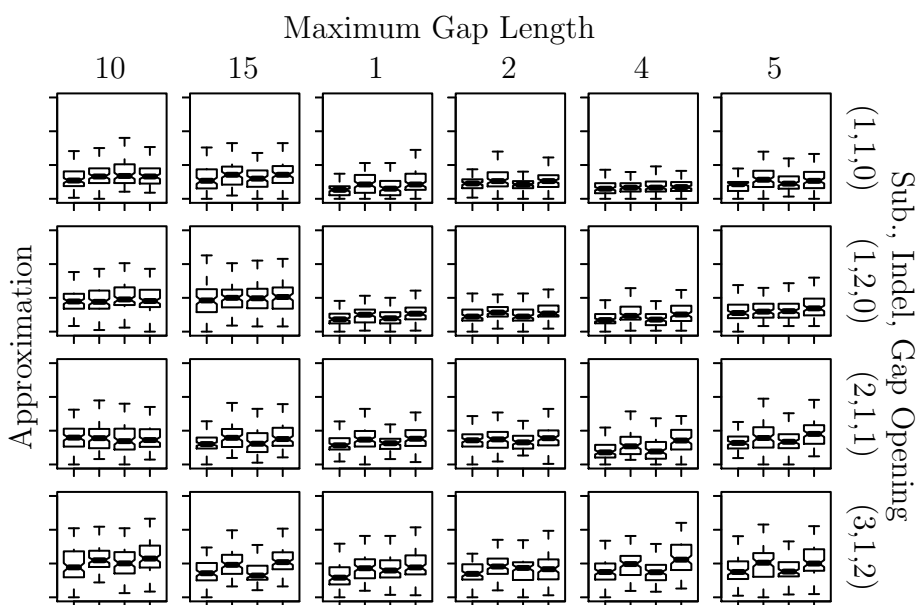 Maximum Gap Length
10 15 1 2 4 5
Approximation
(1,1,0)
(1,2,0)
(2,1,1)
(3,1,2)
Sub., Indel, Gap Opening